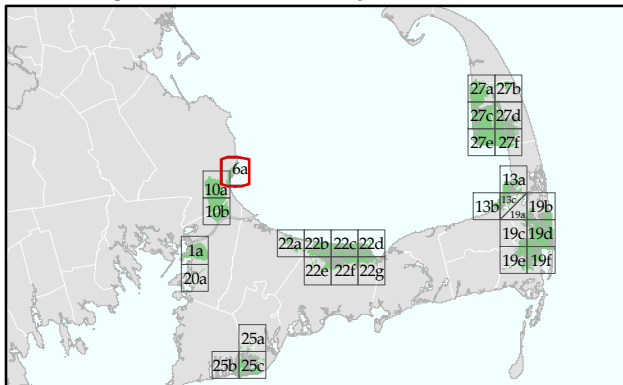 27a 27b
27c 27d
27e 27f
6a
10a
10b
13a
13b 13c 19a 19b
19c 19d
19e 19f
1a
20a
22a 22b 22c 22d
22e 22f 22g
25a
25b 25c